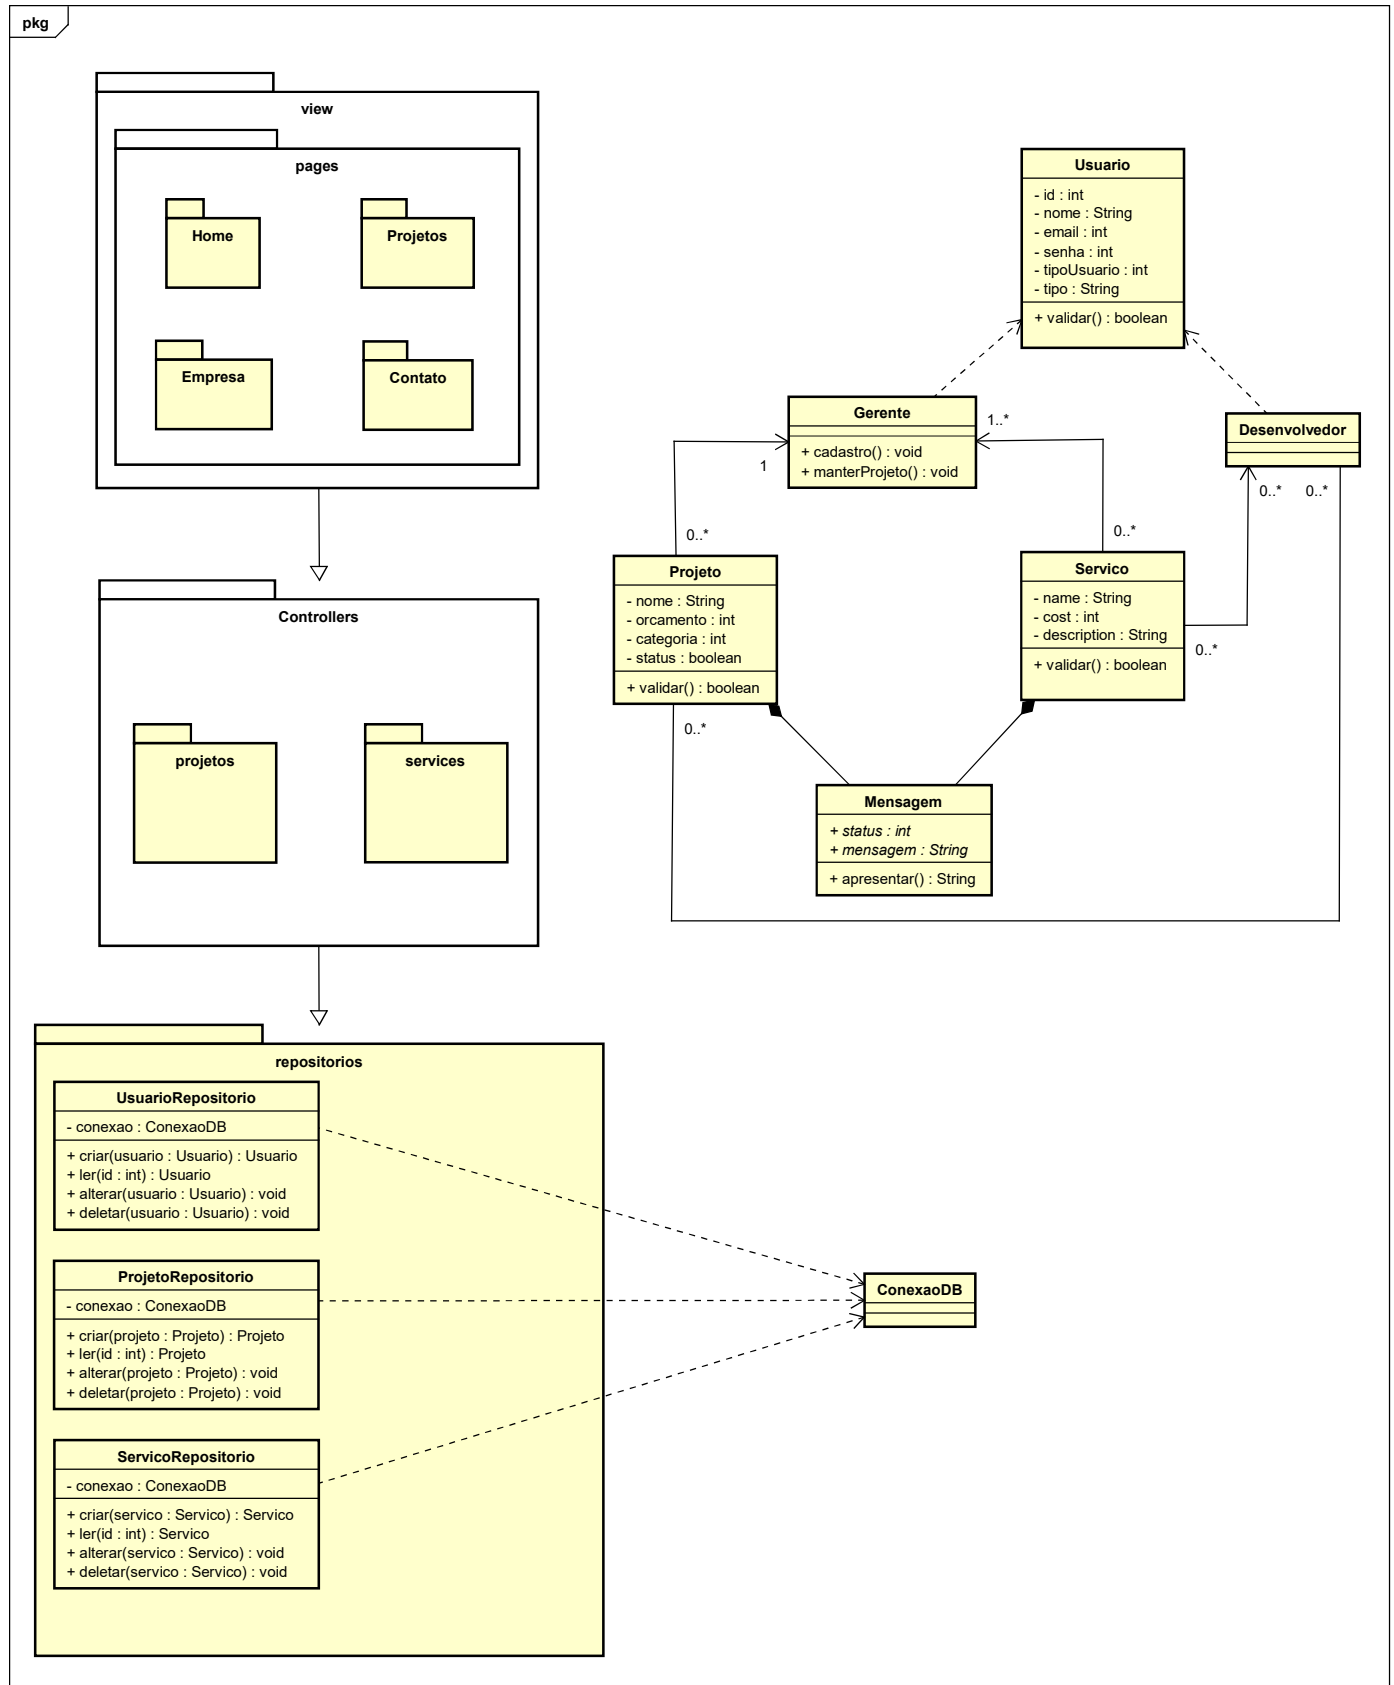 pkg
view
pages
Home
Projetos
Empresa
Contato
Controllers
projetos
services
repositorios
UsuarioRepositorio
- conexao : ConexaoDB
+ criar(usuario : Usuario) : Usuario
+ ler(id : int) : Usuario
+ alterar(usuario : Usuario) : void
+ deletar(usuario : Usuario) : void
ProjetoRepositorio
- conexao : ConexaoDB
+ criar(projeto : Projeto) : Projeto
+ ler(id : int) : Projeto
+ alterar(projeto : Projeto) : void
+ deletar(projeto : Projeto) : void
ServicoRepositorio
- conexao : ConexaoDB
+ criar(servico : Servico) : Servico
+ ler(id : int) : Servico
+ alterar(servico : Servico) : void
+ deletar(servico : Servico) : void
ConexaoDB
Usuario
- id : int
- nome : String
- email : int
- senha : int
- tipoUsuario : int
- tipo : String
+ validar() : boolean
Gerente
+ cadastro() : void
+ manterProjeto() : void
1..*
1
Desenvolvedor
0..*
0..*
0..*
0..*
Projeto
- nome : String
- orcamento : int
- categoria : int
- status : boolean
+ validar() : boolean
0..*
Servico
- name : String
- cost : int
- description : String
+ validar() : boolean
0..*
Mensagem
+ status : int
+ mensagem : String
+ apresentar() : String